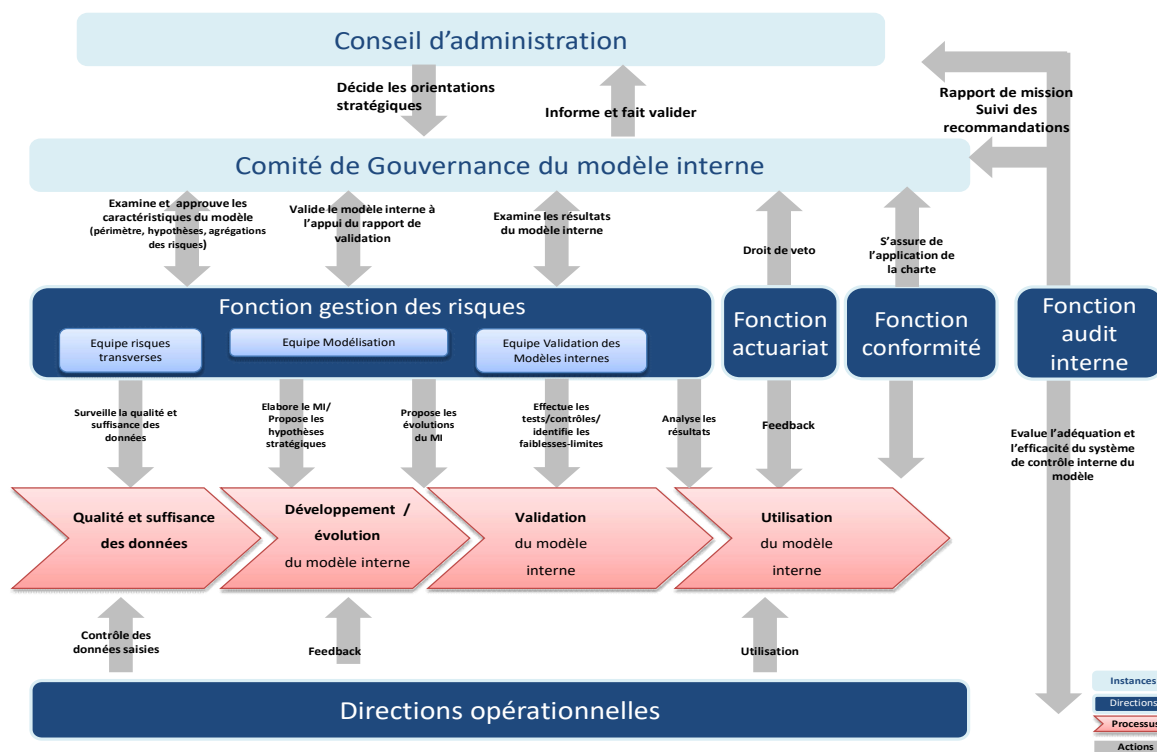 Conseil d'administration
Décide les orientations
stratégiques
Informe et fait valider
Rapport de mission
Suivi des
recommandations
Comité de Gouvernance du modèle interne
Examine et approuve les
caractéristiques du modèle
(périmètre, hypothèses, agrégations
des risques)
Valide le modèle interne à
l'appui du rapport de
validation
Examine les résultats
du modèle interne
Droit de veto
S'assure de
l'application de
la charte
Fonction gestion des risques
Equipe risques
transverses
Equipe Modélisation
Equipe Validation des
Modèles internes
Fonction
actuariat
Fonction
conformité
Fonction
audit
interne
Surveille la qualité et
suffisance des
données
Elabore le MI/
Propose les
hypothèses
stratégiques
Propose les
évolutions
du MI
Effectue les
tests/contrôles/
identifie les
faiblesses-limites
Analyse les
résultats
Feedback
Evalue l'adéquation et
l'efficacité du système
de contrôle interne du
modèle
Qualité et suffisance
des données
Développement /
évolution
du modèle interne
Validation
du modèle
interne
Utilisation
du modèle
interne
Contrôle des
données saisies
Feedback
Utilisation
Directions opérationnelles
Instances
Directions
Processus
Actions